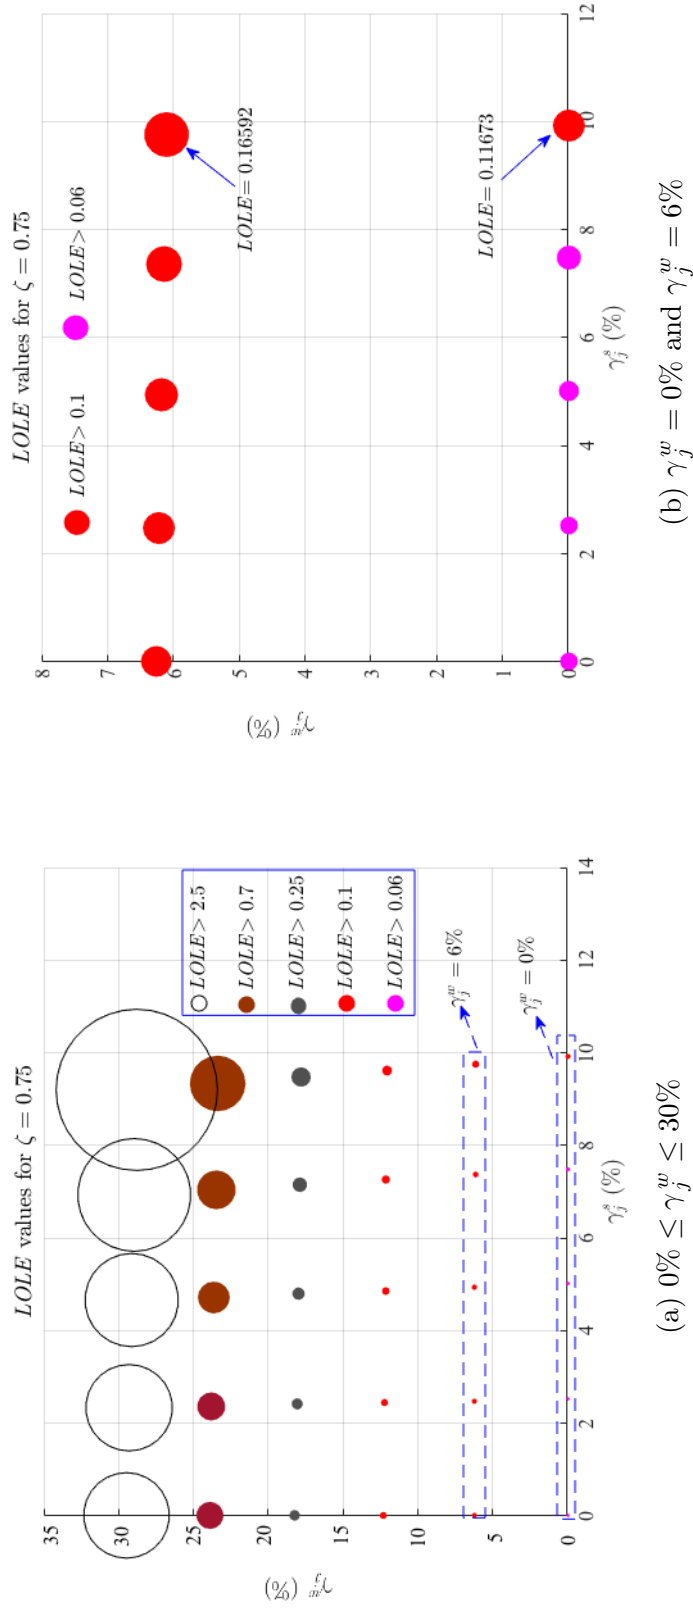 LOLE values for ζ = 0.75
35
30
25
20
15
10
5
0
γ_j^w (%)
0
2
4
6
8
10
12
14
γ_j^s (%)
LOLE> 2.5
LOLE> 0.7
LOLE> 0.25
LOLE> 0.1
LOLE> 0.06
γ_j^w = 6%
γ_j^w = 0%
(a) 0% ≤ γ_j^w ≤ 30%
LOLE values for ζ = 0.75
8
7
6
5
4
3
2
1
0
γ_j^w (%)
0
2
4
6
8
10
12
γ_j^s (%)
LOLE> 0.1
LOLE> 0.06
LOLE= 0.16592
LOLE= 0.11673
(b) γ_j^w = 0% and γ_j^w = 6%